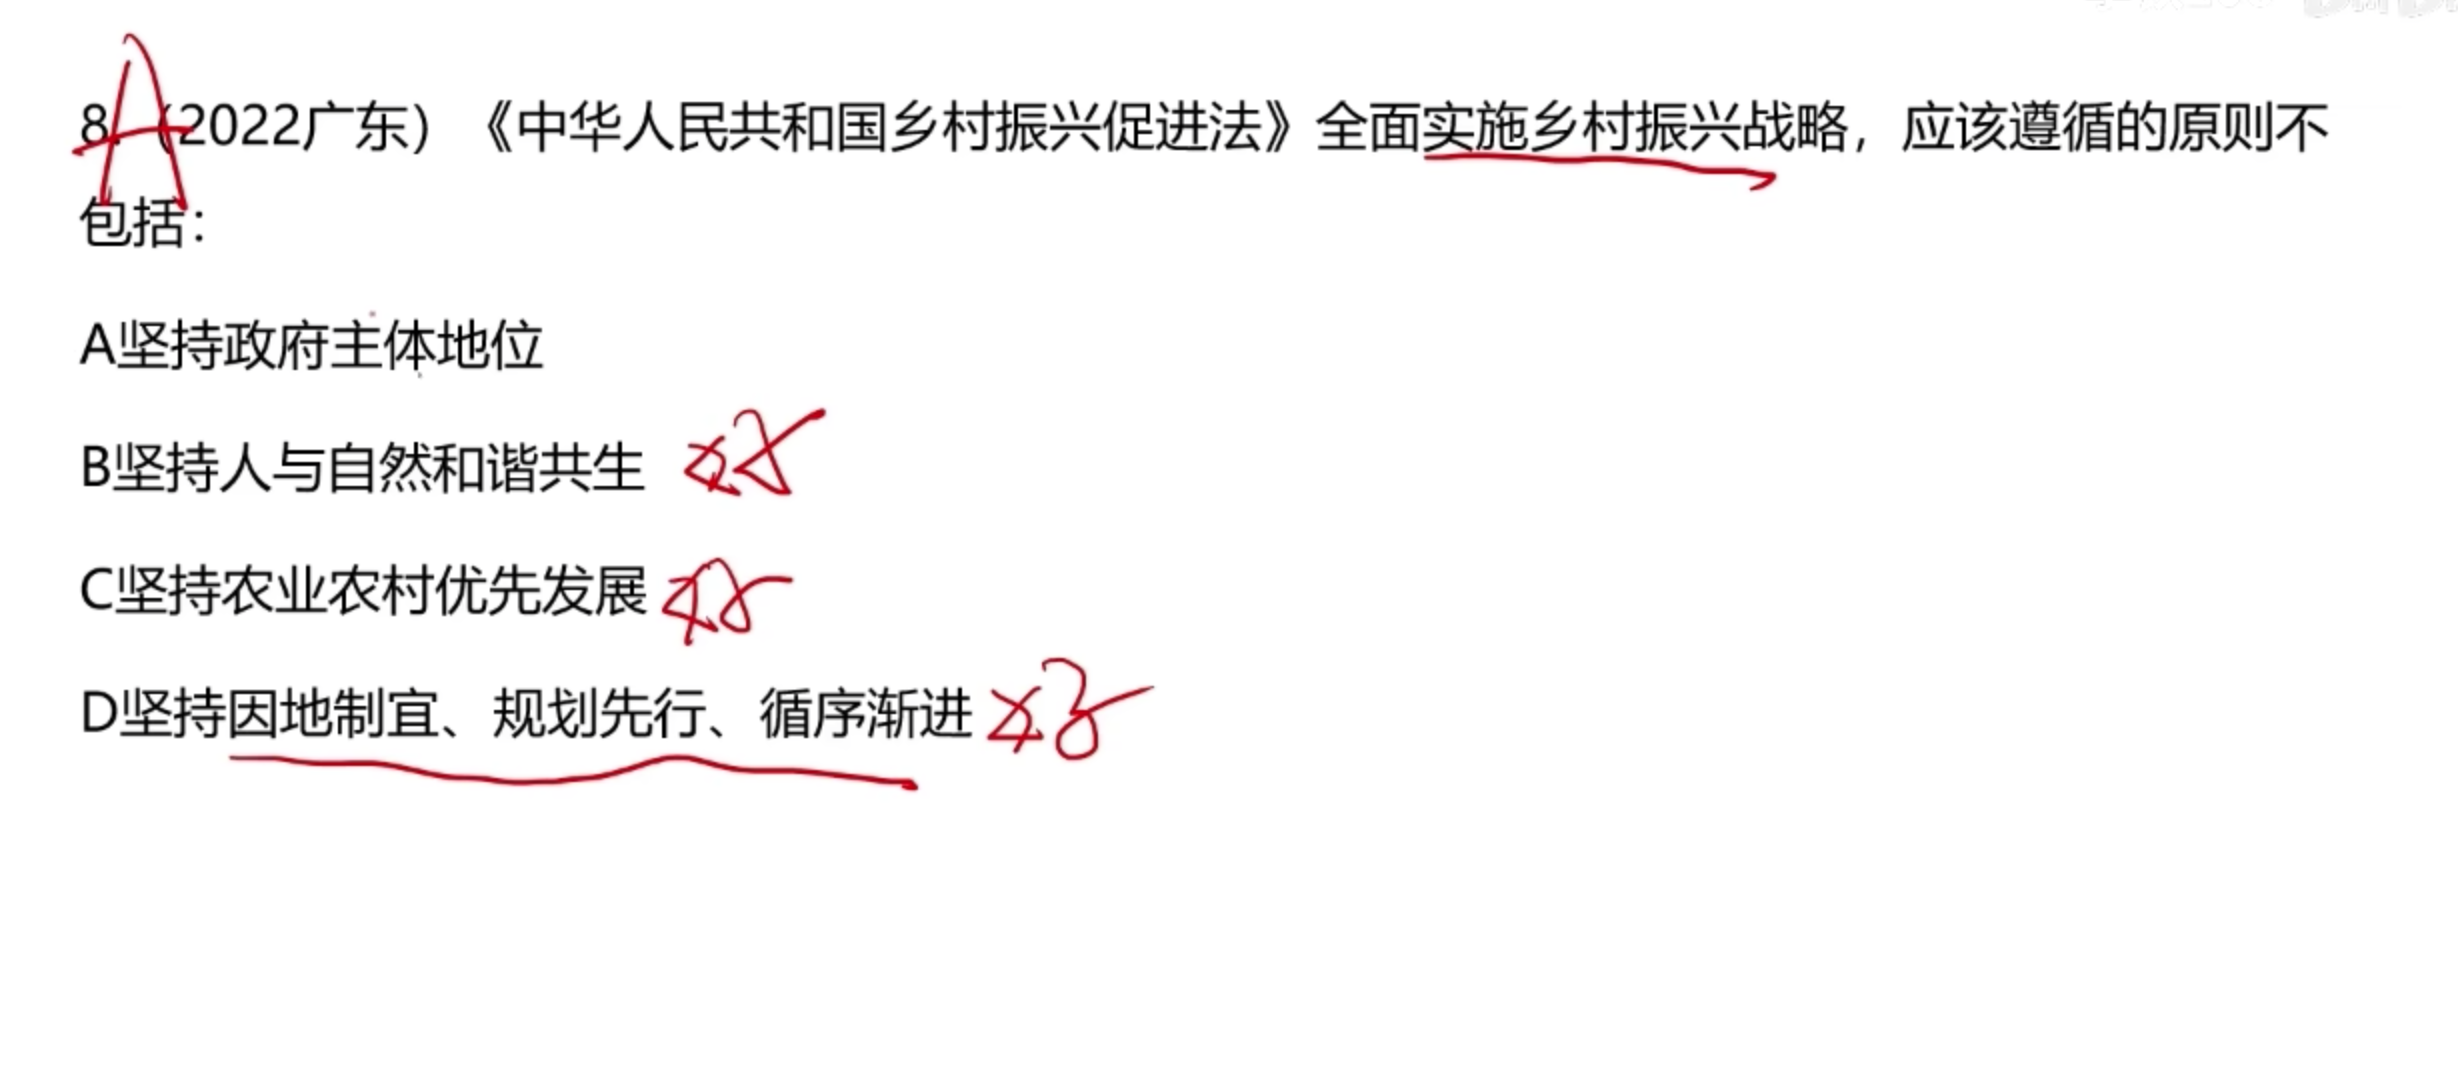 8.（2022广东）《中华人民共和国乡村振兴促进法》全面实施乡村振兴战略，应该遵循的原则不
包括：
A
A坚持政府主体地位
B坚持人与自然和谐共生
C坚持农业农村优先发展
D坚持因地制宜、规划先行、循序渐进